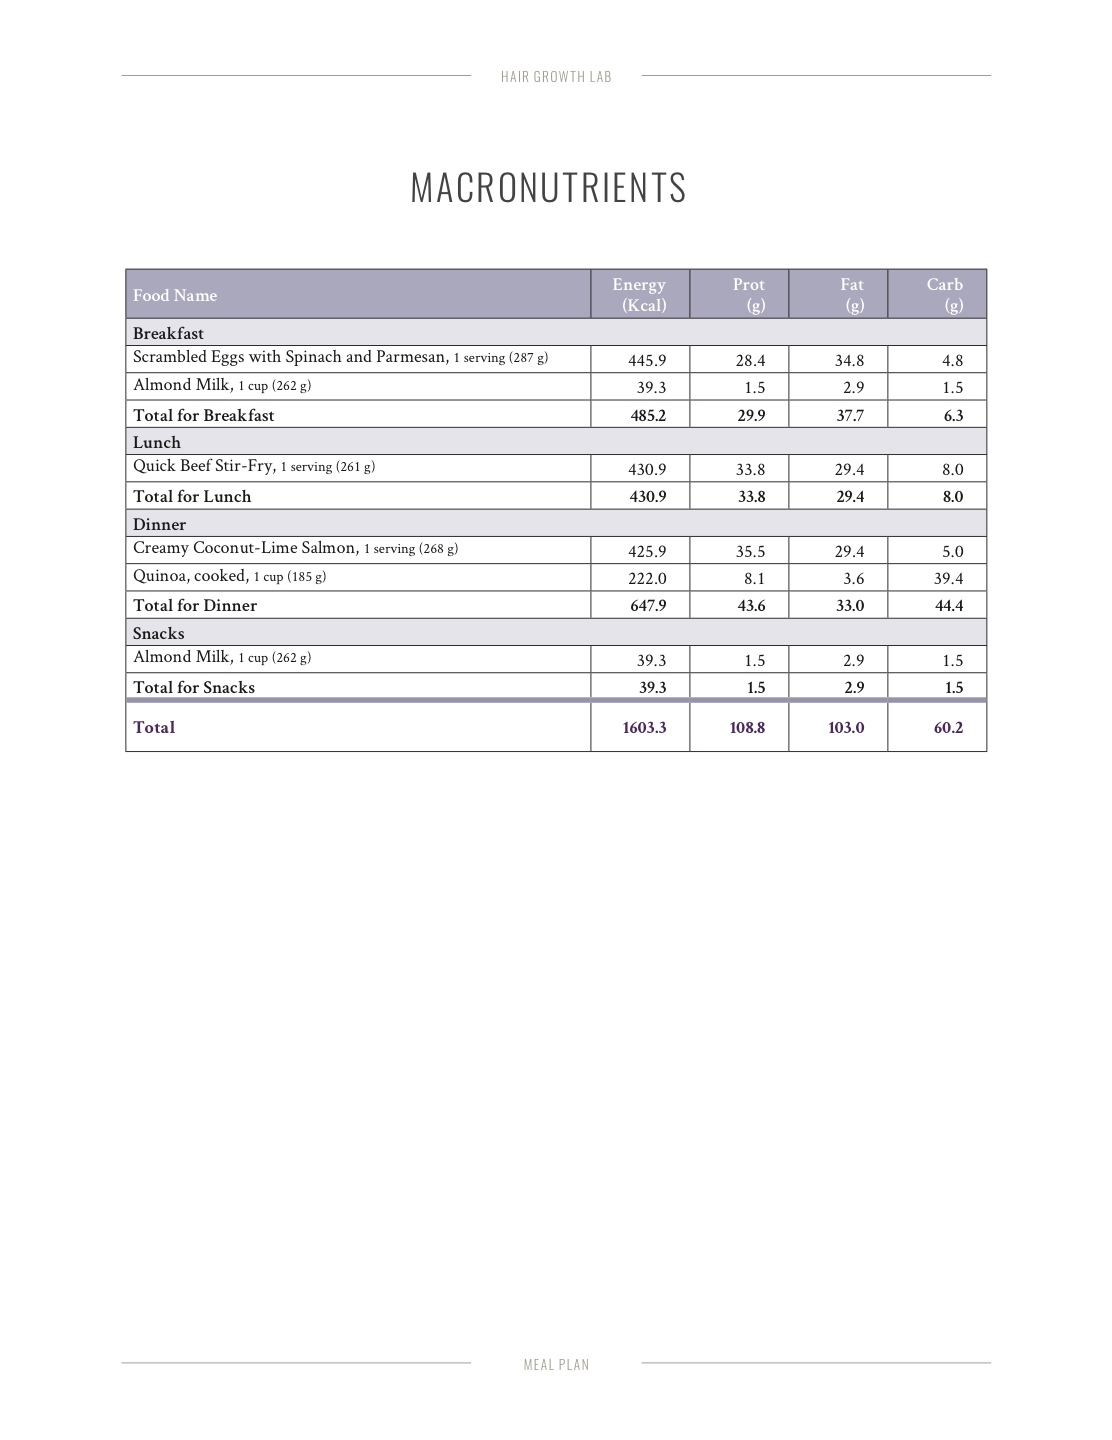 HAIR GROWTH LAB
MACRONUTRIENTS
Food Name Energy (Kcal) Prot (g) Fat (g) Carb (g)
Breakfast
Scrambled Eggs with Spinach and Parmesan, 1 serving (287 g) 445.9 28.4 34.8 4.8
Almond Milk, 1 cup (262 g) 39.3 1.5 2.9 1.5
Total for Breakfast 485.2 29.9 37.7 6.3
Lunch
Quick Beef Stir-Fry, 1 serving (261 g) 430.9 33.8 29.4 8.0
Total for Lunch 430.9 33.8 29.4 8.0
Dinner
Creamy Coconut-Lime Salmon, 1 serving (268 g) 425.9 35.5 29.4 5.0
Quinoa, cooked, 1 cup (185 g) 222.0 8.1 3.6 39.4
Total for Dinner 647.9 43.6 33.0 44.4
Snacks
Almond Milk, 1 cup (262 g) 39.3 1.5 2.9 1.5
Total for Snacks 39.3 1.5 2.9 1.5
Total 1603.3 108.8 103.0 60.2
MEAL PLAN